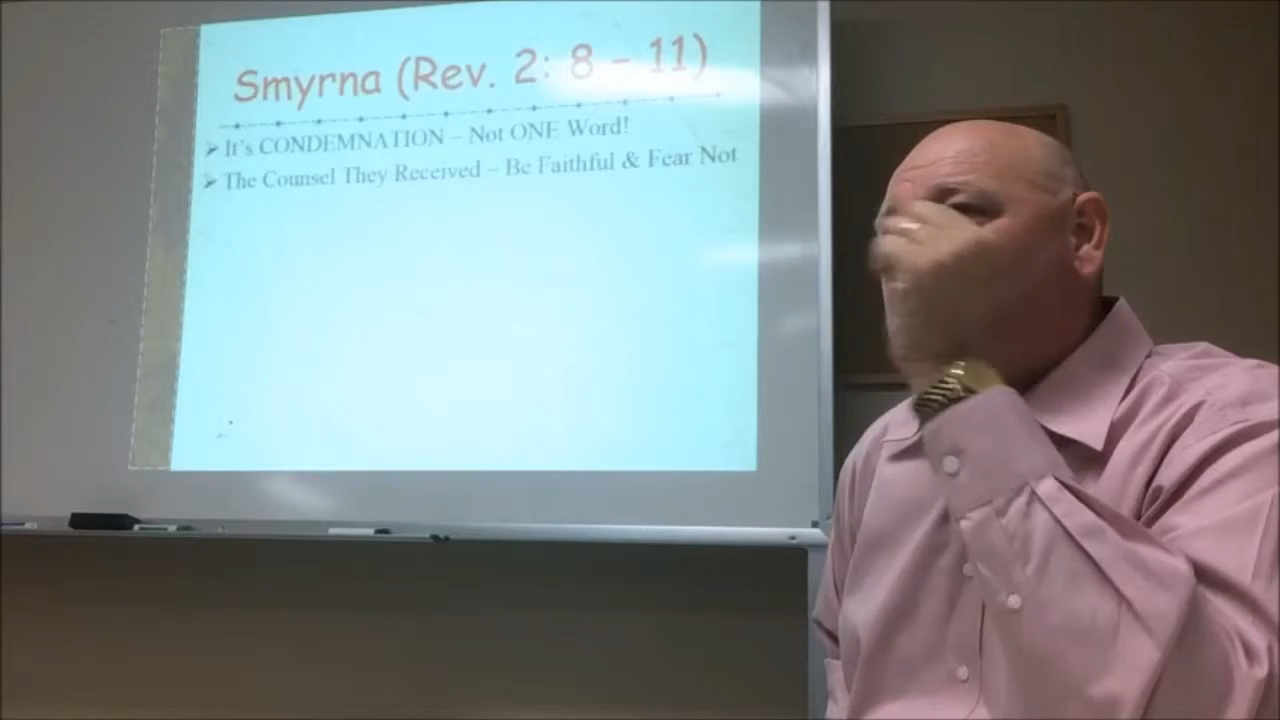 Smyrna (Rev. 2: 8 – 11)
It's CONDEMNATION – Not ONE Word!
The Counsel They Received – Be Faithful & Fear Not